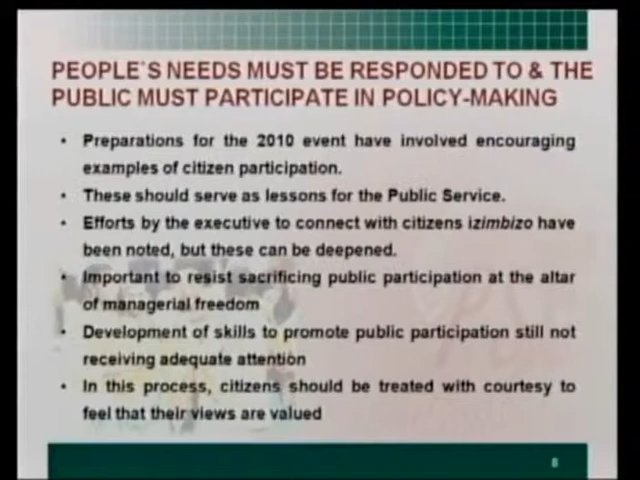 PEOPLE`S NEEDS MUST BE RESPONDED TO & THE
PUBLIC MUST PARTICIPATE IN POLICY-MAKING
• Preparations for the 2010 event have involved encouraging
examples of citizen participation.
• These should serve as lessons for the Public Service.
• Efforts by the executive to connect with citizens izimbizo have
been noted, but these can be deepened.
• Important to resist sacrificing public participation at the altar
of managerial freedom
• Development of skills to promote public participation still not
receiving adequate attention
• In this process, citizens should be treated with courtesy to
feel that their views are valued
8